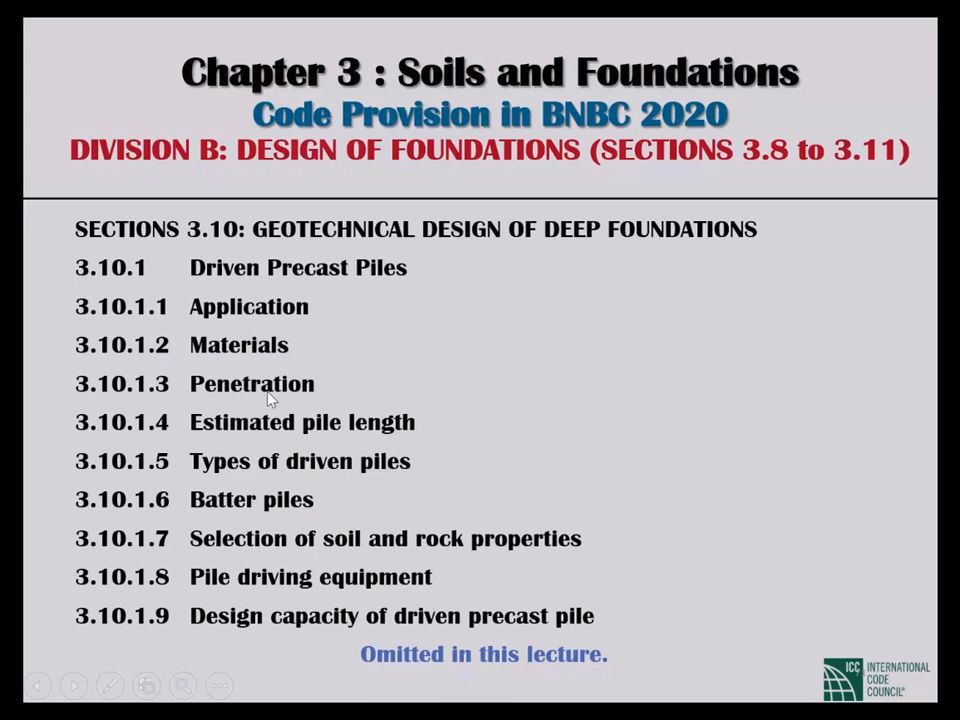 Chapter 3 : Soils and Foundations
Code Provision in BNBC 2020
DIVISION B: DESIGN OF FOUNDATIONS (SECTIONS 3.8 to 3.11)
SECTIONS 3.10: GEOTECHNICAL DESIGN OF DEEP FOUNDATIONS
3.10.1 Driven Precast Piles
3.10.1.1 Application
3.10.1.2 Materials
3.10.1.3 Penetration
3.10.1.4 Estimated pile length
3.10.1.5 Types of driven piles
3.10.1.6 Batter piles
3.10.1.7 Selection of soil and rock properties
3.10.1.8 Pile driving equipment
3.10.1.9 Design capacity of driven precast pile
Omitted in this lecture.
ICC
INTERNATIONAL
CODE
COUNCIL®